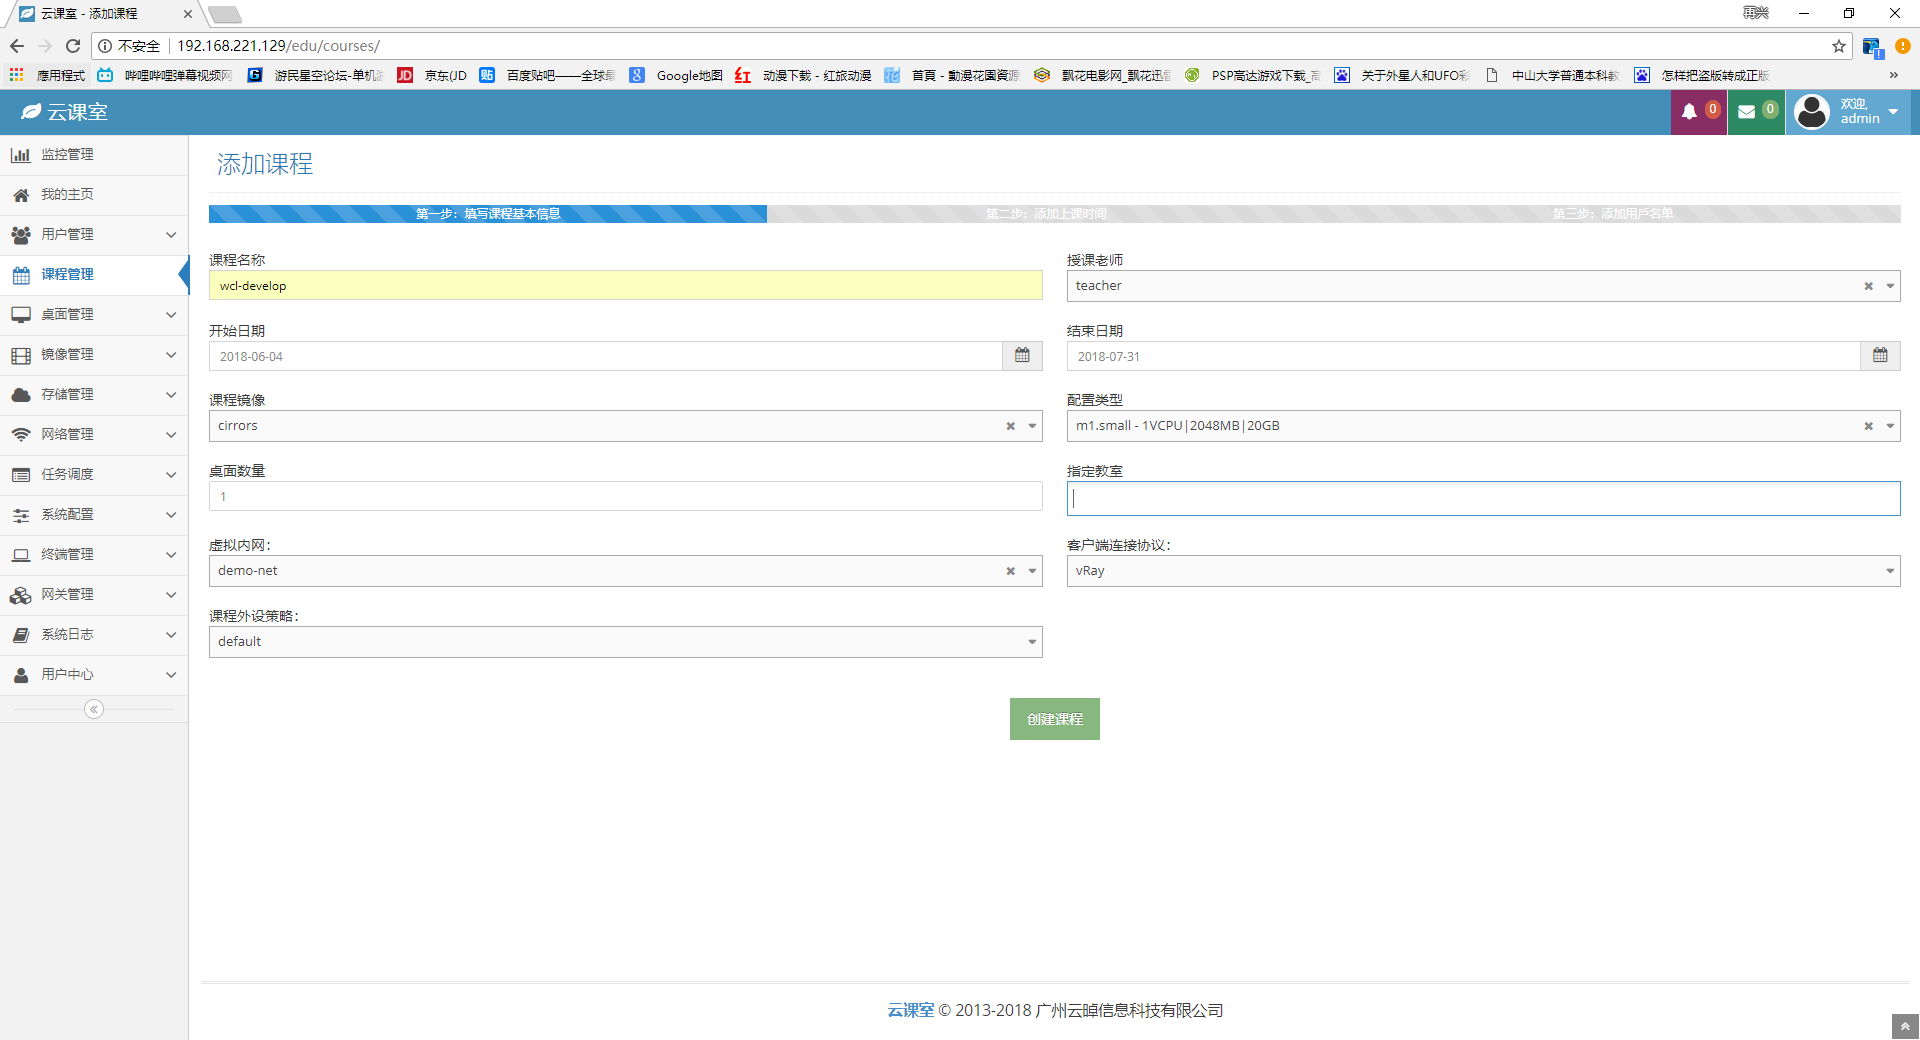 云课室 - 添加课程
再兴
不安全 192.168.221.129/edu/courses/
應用程式 哔哩哔哩弹幕视频网 游民星空论坛-单机游 京东(JD 百度贴吧——全球最 Google地图 动漫下载 - 红旅动漫 首頁 - 動漫花園資源 飘花电影网_飘花迅雷 PSP高达游戏下载_高 关于外星人和UFO彩 中山大学普通本科教 怎样把盗版转成正版 »
云课室
0
0
欢迎,
admin
监控管理
我的主页
用户管理
课程管理
桌面管理
镜像管理
存储管理
网络管理
任务调度
系统配置
终端管理
网关管理
系统日志
用户中心
添加课程
第一步：填写课程基本信息 第二步：添加上课时间 第三步：添加用戶名单
课程名称
wcl-develop
授课老师
teacher
开始日期
2018-06-04
结束日期
2018-07-31
课程镜像
cirrors
配置类型
m1.small - 1VCPU|2048MB|20GB
桌面数量
1
指定教室
虚拟内网：
demo-net
客户端连接协议：
vRay
课程外设策略：
default
创建课程
云课室 © 2013-2018 广州云晫信息科技有限公司